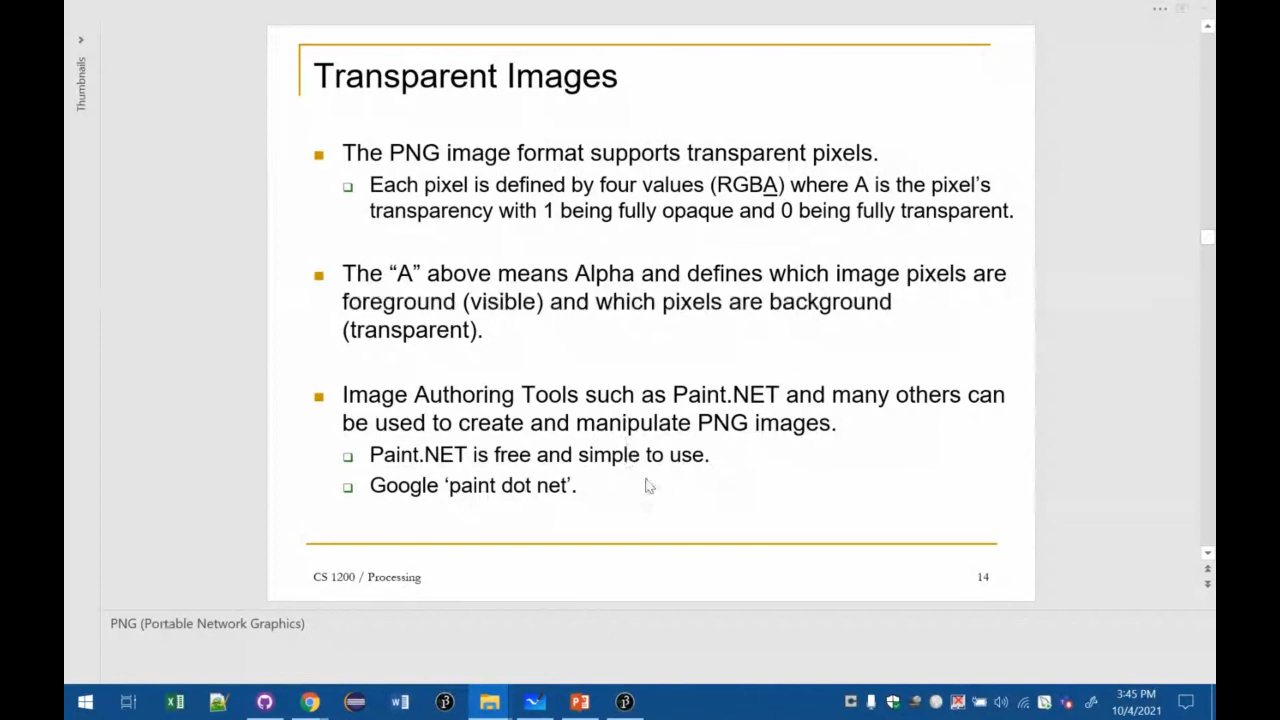 Thumbnails
Transparent Images
The PNG image format supports transparent pixels.
Each pixel is defined by four values (RGBA) where A is the pixel’s
transparency with 1 being fully opaque and 0 being fully transparent.
The “A” above means Alpha and defines which image pixels are
foreground (visible) and which pixels are background
(transparent).
Image Authoring Tools such as Paint.NET and many others can
be used to create and manipulate PNG images.
Paint.NET is free and simple to use.
Google ‘paint dot net’.
CS 1200 / Processing
14
PNG (Portable Network Graphics)
3:45 PM
10/4/2021